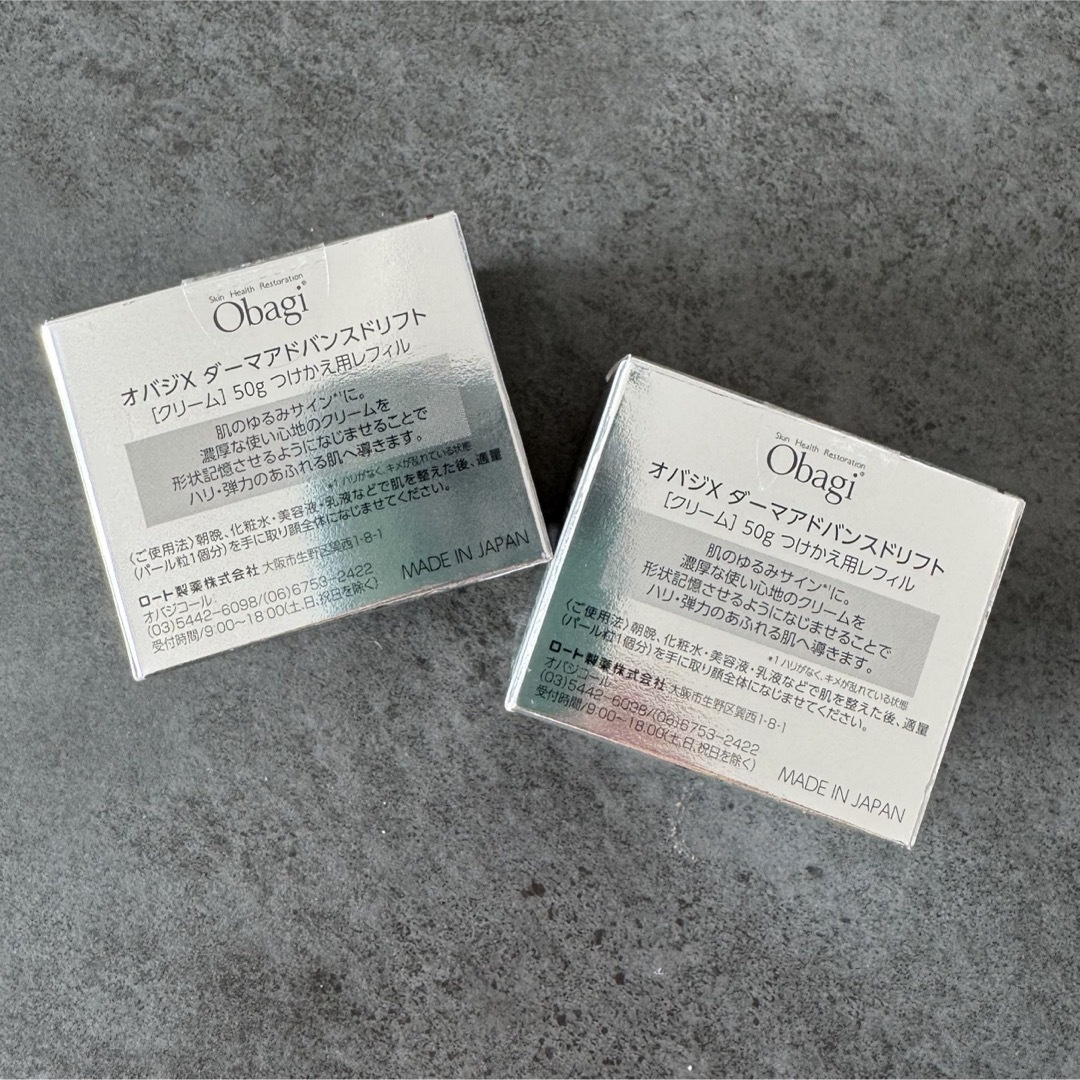 Skin Health Restoration
Obagi®
オバジX ダーマアドバンスドリフト
[クリーム] 50g つけかえ用レフィル
肌のゆるみサイン*¹に。
濃厚な使い心地のクリームを
形状記憶させるようになじませることで
ハリ・弾力のあふれる肌へ導きます。
*1 ハリがなく、キメが乱れている状態
〈ご使用法〉朝晩、化粧水・美容液・乳液などで肌を整えた後、適量
(パール粒1個分)を手に取り顔全体になじませてください。
ロート製薬株式会社 大阪市生野区巽西1-8-1
オバジコール:
(03)5442-6098/(06)6753-2422
受付時間/9:00~18:00(土、日、祝日を除く)
MADE IN JAPAN
Skin Health Restoration
Obagi®
オバジX ダーマアドバンスドリフト
[クリーム] 50g つけかえ用レフィル
肌のゆるみサイン*¹に。
濃厚な使い心地のクリームを
形状記憶させるようになじませることで
ハリ・弾力のあふれる肌へ導きます。
*1 ハリがなく、キメが乱れている状態
〈ご使用法〉朝晩、化粧水・美容液・乳液などで肌を整えた後、適量
(パール粒1個分)を手に取り顔全体になじませてください。
ロート製薬株式会社 大阪市生野区巽西1-8-1
オバジコール:
(03)5442-6098/(06)6753-2422
受付時間/9:00~18:00(土、日、祝日を除く)
MADE IN JAPAN